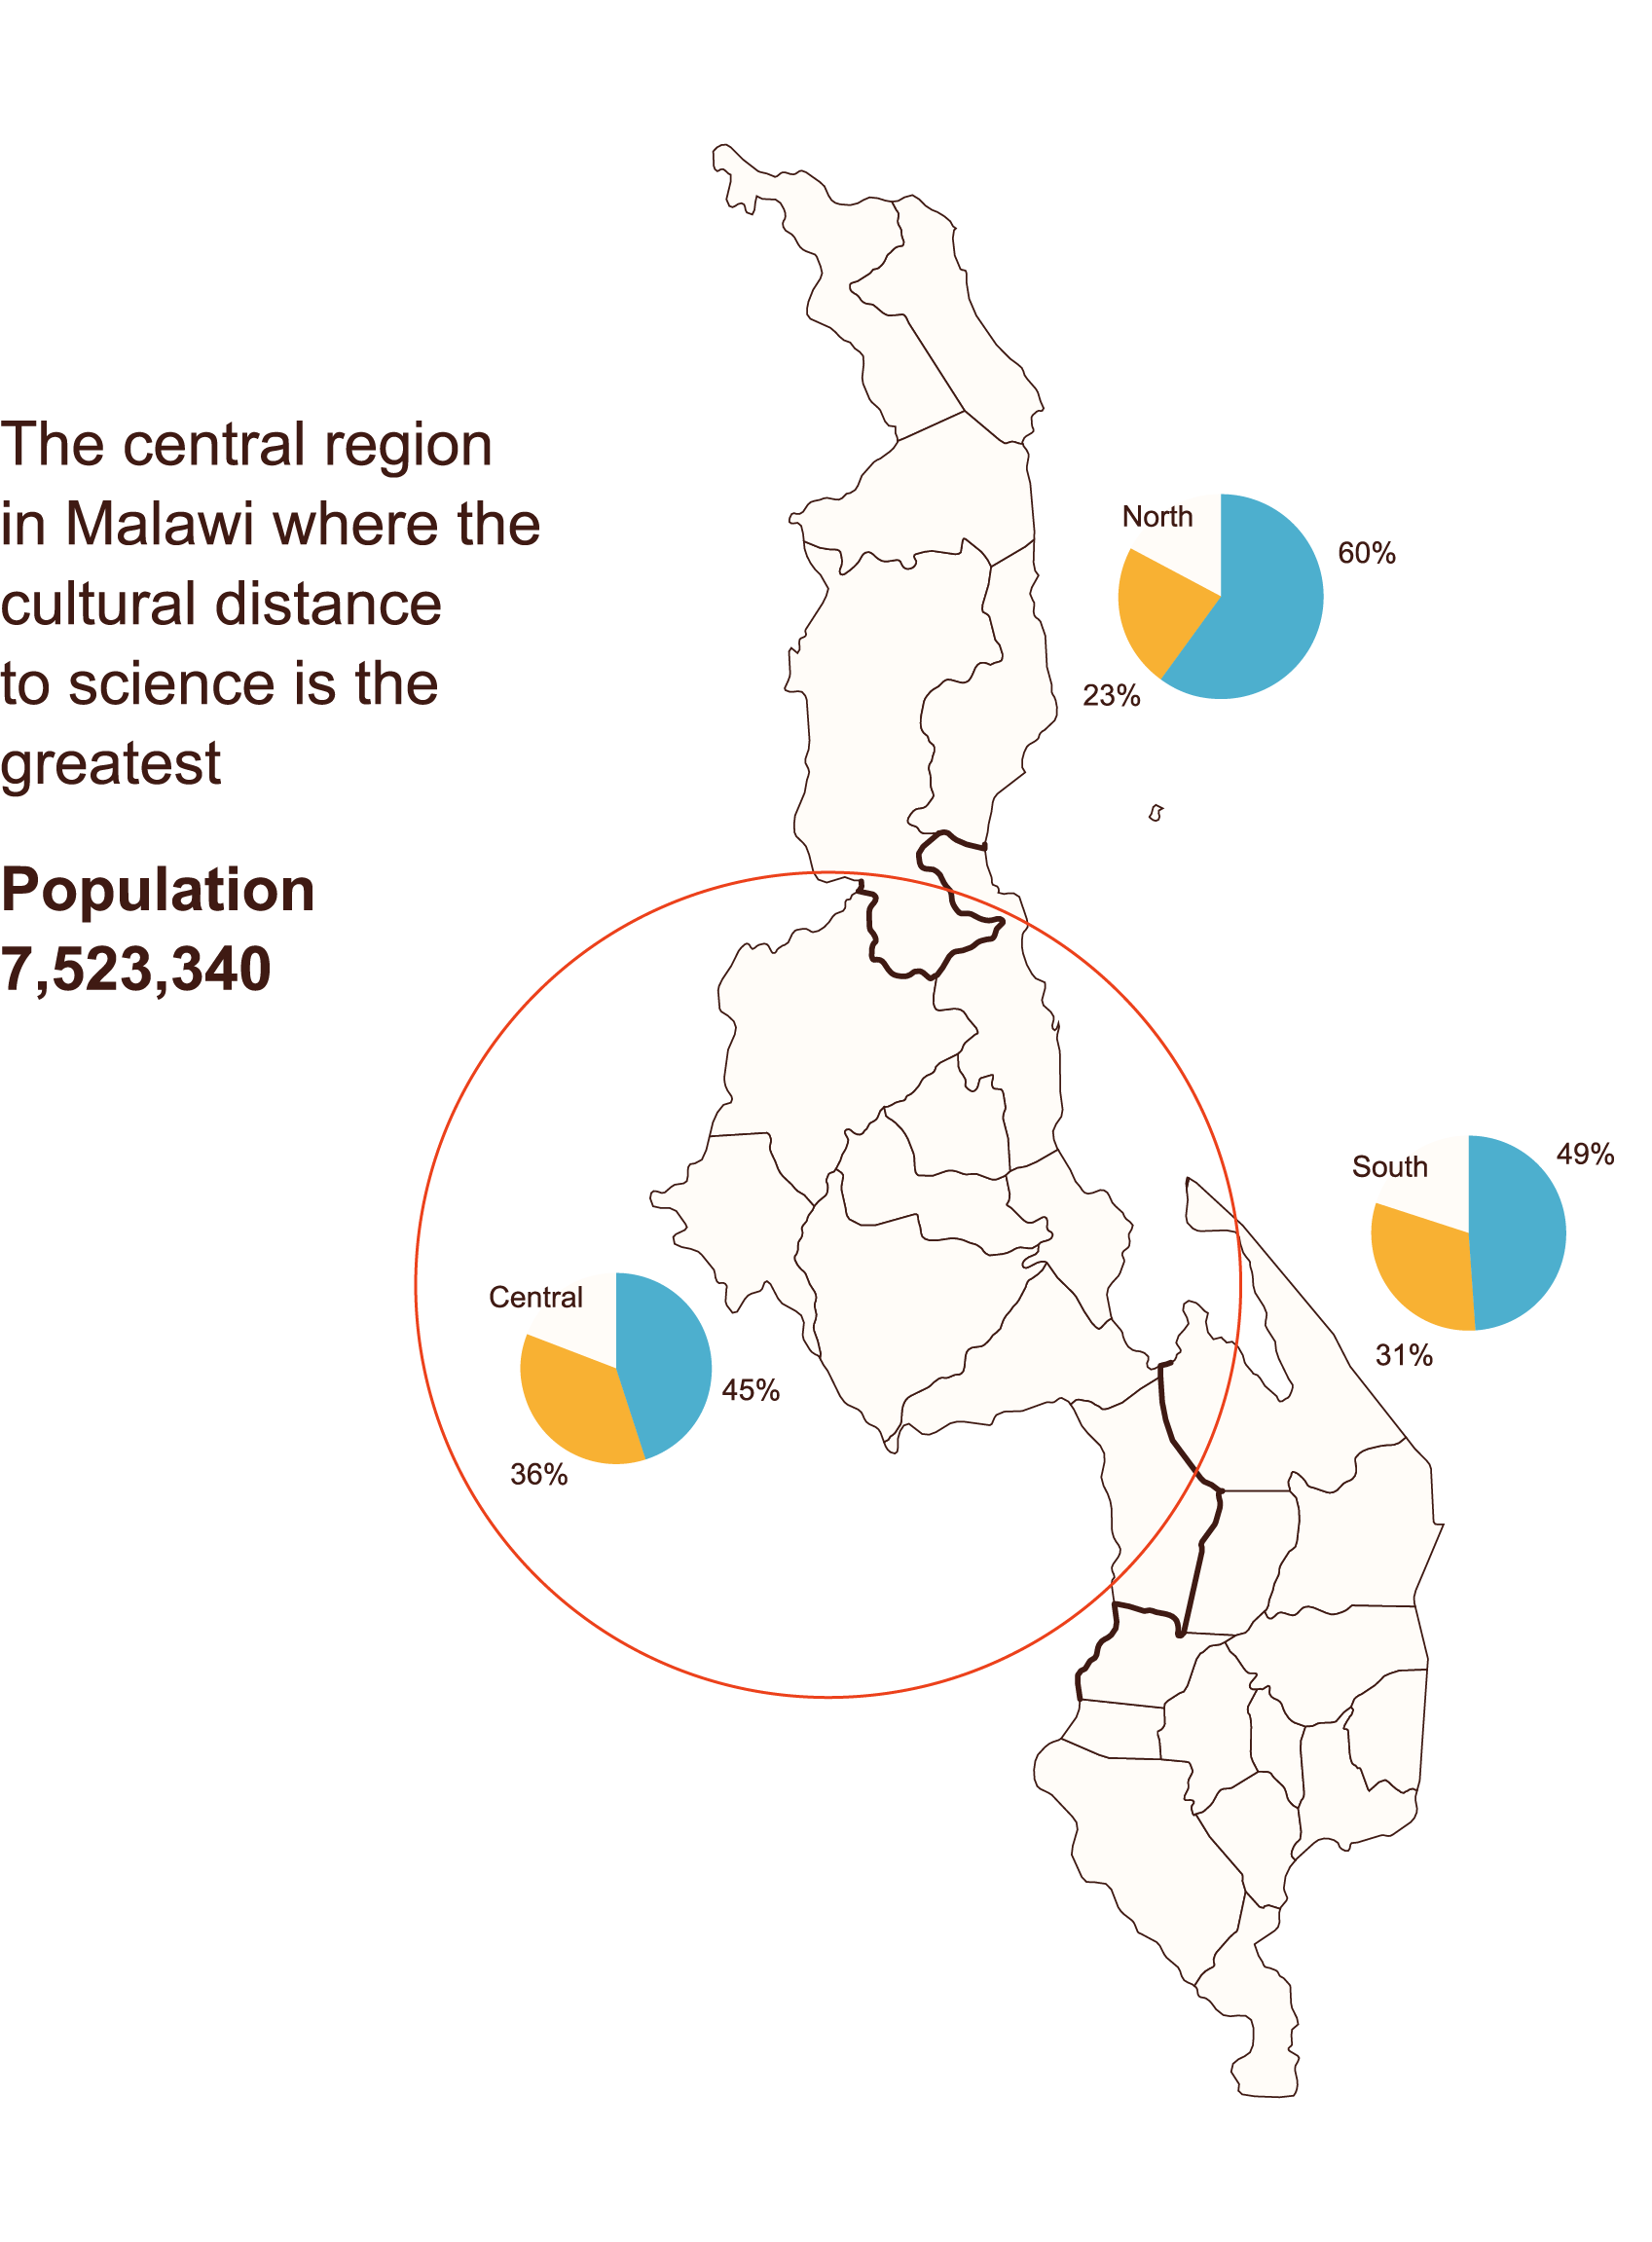 The central region
in Malawi where the
cultural distance
to science is the
greatest
Population
7,523,340
North
60%
23%
South
49%
31%
Central
45%
36%